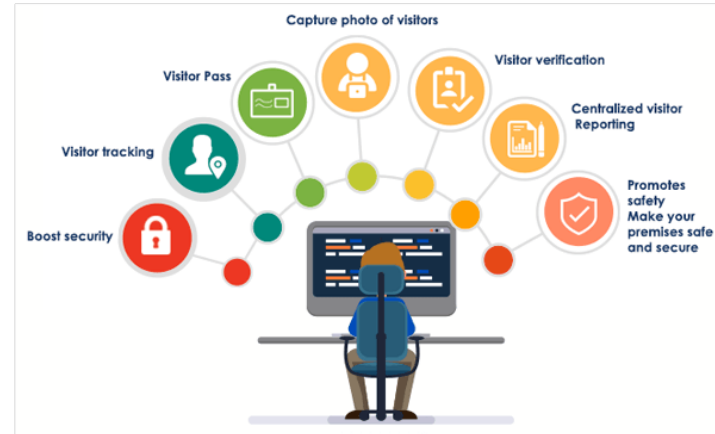 Capture photo of visitors
Visitor Pass
Visitor verification
Visitor tracking
Centralized visitor
Reporting
Boost security
Promotes
safety
Make your
premises safe
and secure